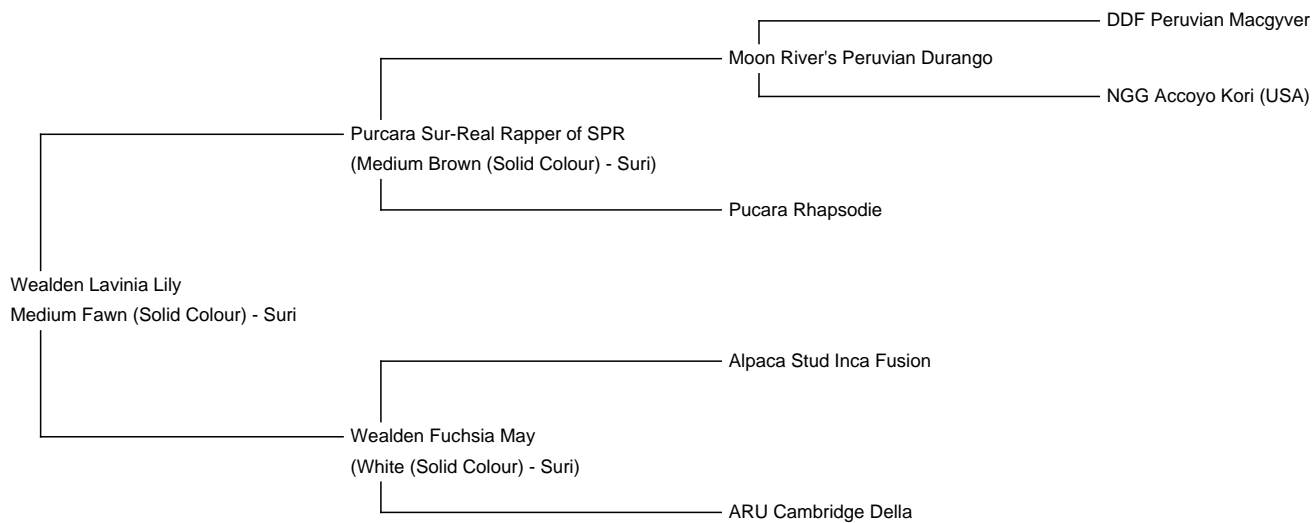 DDF Peruvian Macgyver
Moon River's Peruvian Durango
NGG Accoyo Kori (USA)
Purcara Sur-Real Rapper of SPR
(Medium Brown (Solid Colour) - Suri)
Pucara Rhapsodie
Wealden Lavinia Lily
Medium Fawn (Solid Colour) - Suri
Alpaca Stud Inca Fusion
Wealden Fuchsia May
(White (Solid Colour) - Suri)
ARU Cambridge Della